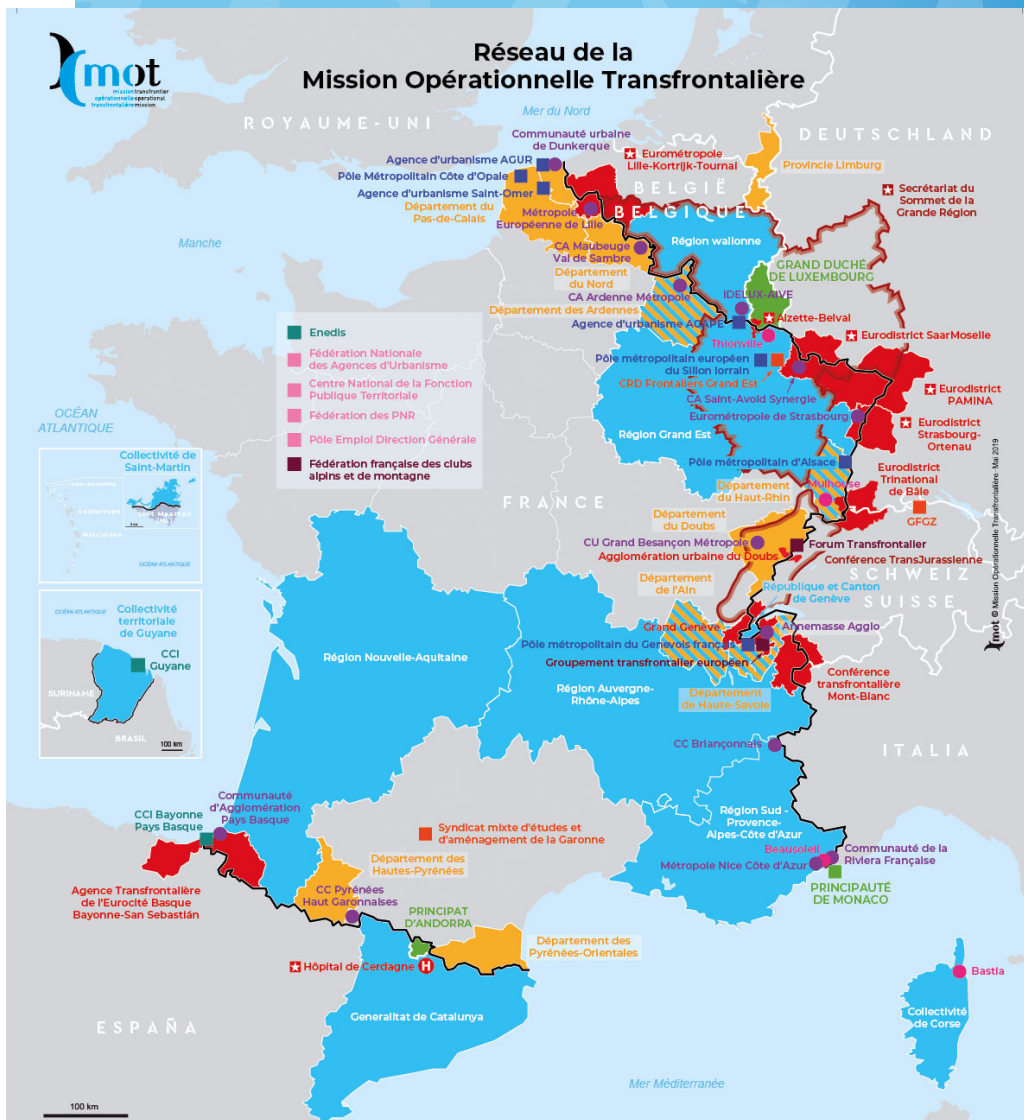 mot
mission transfrontier
opérationnelle operational
transfrontalière mission
Réseau de la
Mission Opérationnelle Transfrontalière
Mer du Nord
ROYAUME-UNI
DEUTSCHLAND
Communauté urbaine
de Dunkerque
Agence d'urbanisme AGUR
Pôle Métropolitain Côte d'Opale
Agence d'urbanisme Saint-Omer
Département du
Pas-de-Calais
Eurométropole
Lille-Kortrijk-Tournai
Provincie Limburg
BELGIË
BELGIQUE
Secrétariat du
Sommet de la
Grande Région
Manche
Métropole
Européenne de Lille
Région wallonne
CA Maubeuge
Val de Sambre
Département
du Nord
GRAND DUCHÉ
DE LUXEMBOURG
CA Ardenne Métropole
Département des Ardennes
IDELUX-AIVE
Agence d'urbanisme AGAPE
Alzette-Belval
Thionville
Eurodistrict SaarMoselle
Enedis
Fédération Nationale
des Agences d'Urbanisme
Centre National de la Fonction
Publique Territoriale
Fédération des PNR
Pôle Emploi Direction Générale
Fédération française des clubs
alpins et de montagne
Pôle métropolitain européen
du Sillon lorrain
CRD Frontaliers Grand Est
CA Saint-Avold Synergie
Eurodistrict
PAMINA
Eurométropole de Strasbourg
Eurodistrict
Strasbourg-
Ortenau
Région Grand Est
Pôle métropolitain d'Alsace
OCÉAN
ATLANTIQUE
Collectivité de
Saint-Martin
Guadeloupe
Martinique
Sint Maarten
(NL)
OCÉAN ATLANTIQUE
Mulhouse
Département
du Haut-Rhin
Eurodistrict
Trinational
de Bâle
GFGZ
FRANCE
Département
du Doubs
CU Grand Besançon Métropole
Agglomération urbaine du Doubs
Forum Transfrontalier
Conférence TransJurassienne
SCHWEIZ
SUISSE
mot © Mission Opérationnelle Transfrontalière - Mai 2019
OCÉAN ATLANTIQUE
Collectivité
territoriale
de Guyane
CCI
Guyane
SURINAME
BRASIL
100 km
Département
de l'Ain
République et Canton
de Genève
Grand Genève
Annemasse Agglo
Pôle métropolitain du Genevois français
Groupement transfrontalier européen
Région Nouvelle-Aquitaine
Région Auvergne-
Rhône-Alpes
Département
de Haute-Savoie
Conférence
transfrontalière
Mont-Blanc
CC Briançonnais
ITALIA
Communauté
d'Agglomération
Pays Basque
CCI Bayonne
Pays Basque
Syndicat mixte d'études et
d'aménagement de la Garonne
Région Sud -
Provence-
Alpes-Côte d'Azur
Beausoleil
Communauté de la
Riviera Française
Métropole Nice Côte d'Azur
PRINCIPAUTÉ
DE MONACO
Département des
Hautes-Pyrénées
Agence Transfrontalière
de l'Eurocité Basque
Bayonne-San Sebastián
CC Pyrénées
Haut Garonnaises
PRINCIPAT
D'ANDORRA
Département des
Pyrénées-Orientales
Hôpital de Cerdagne
H
Bastia
Generalitat de Catalunya
Collectivité
de Corse
ESPAÑA
Mer Méditerranée
100 km